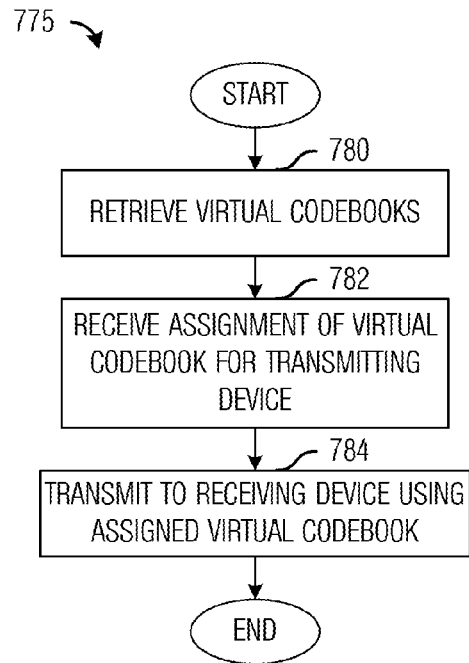 775
START
780
RETRIEVE VIRTUAL CODEBOOKS
782
RECEIVE ASSIGNMENT OF VIRTUAL
CODEBOOK FOR TRANSMITTING
DEVICE
784
TRANSMIT TO RECEIVING DEVICE USING
ASSIGNED VIRTUAL CODEBOOK
END